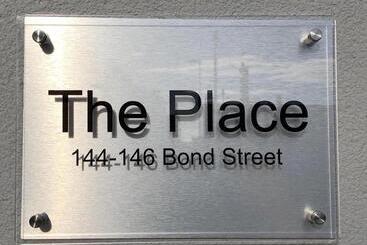 The Place
144-146 Bond Street